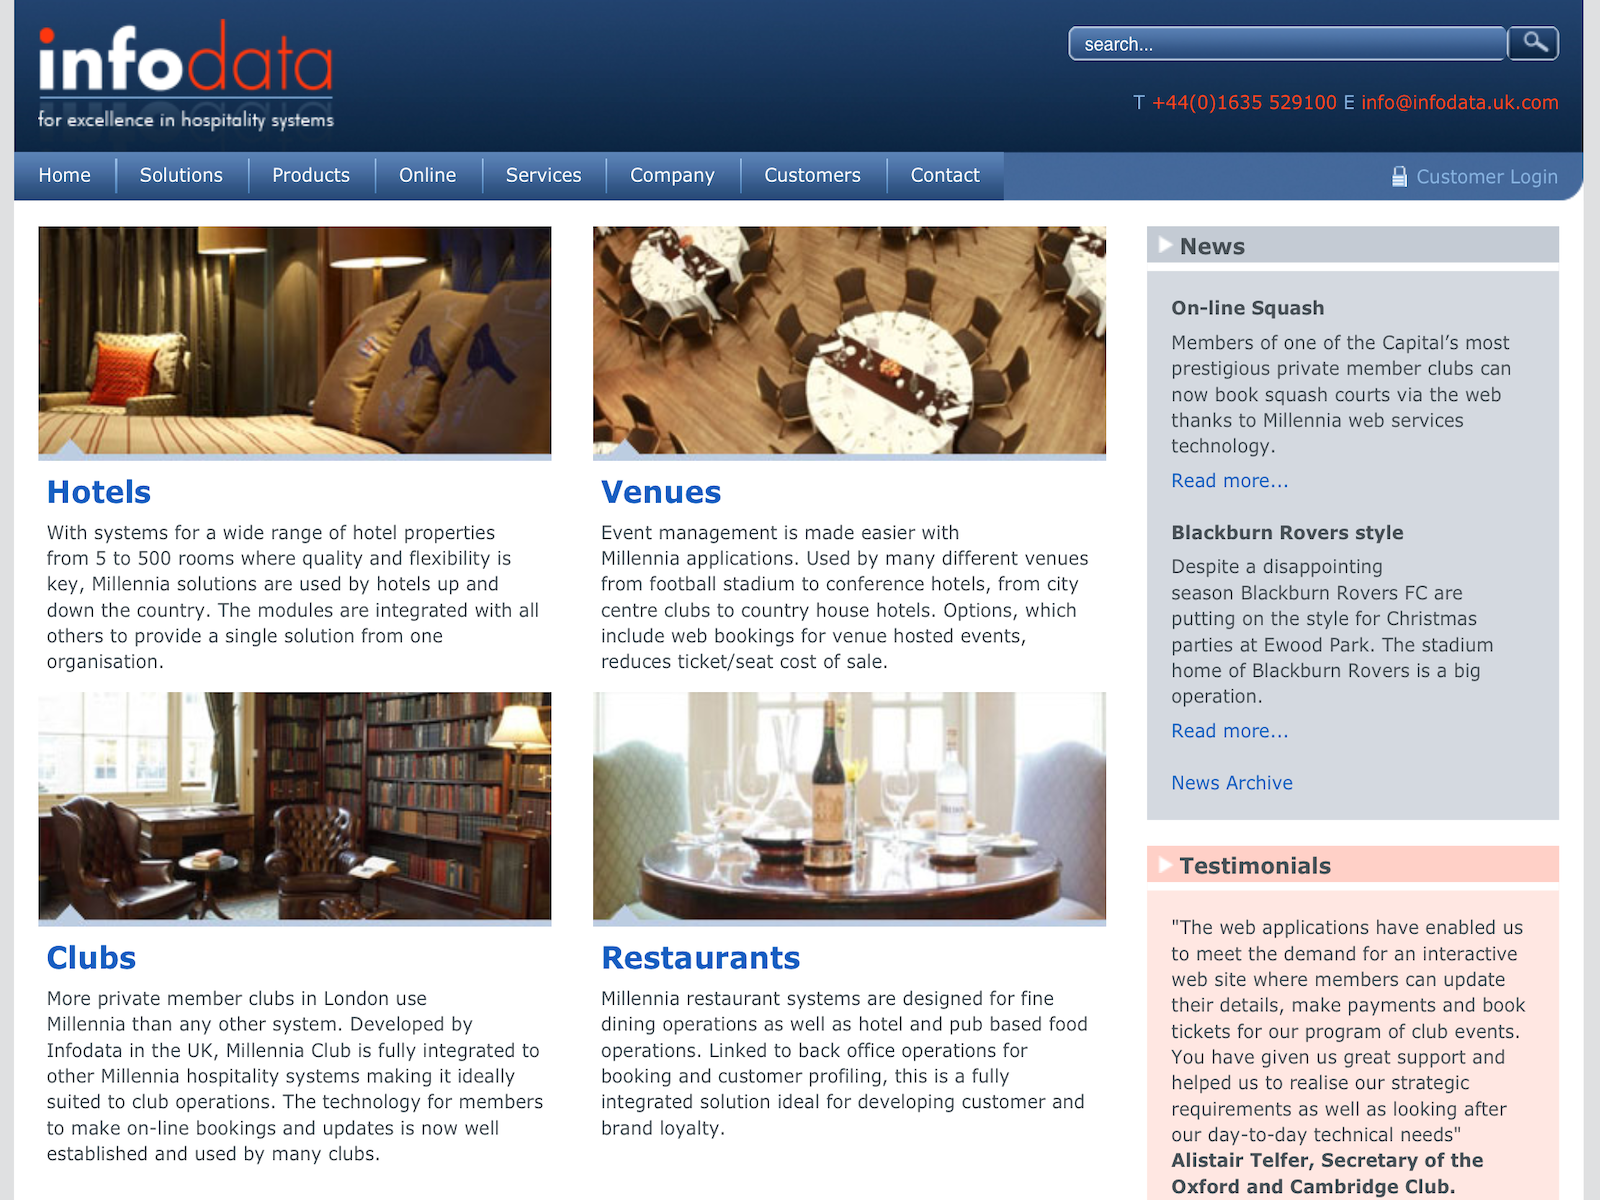 infodata
for excellence in hospitality systems
search...
T +44(0)1635 529100 E info@infodata.uk.com
Home Solutions Products Online Services Company Customers Contact
Customer Login
Hotels
With systems for a wide range of hotel properties
from 5 to 500 rooms where quality and flexibility is
key, Millennia solutions are used by hotels up and
down the country. The modules are integrated with all
others to provide a single solution from one
organisation.
Venues
Event management is made easier with
Millennia applications. Used by many different venues
from football stadium to conference hotels, from city
centre clubs to country house hotels. Options, which
include web bookings for venue hosted events,
reduces ticket/seat cost of sale.
Clubs
More private member clubs in London use
Millennia than any other system. Developed by
Infodata in the UK, Millennia Club is fully integrated to
other Millennia hospitality systems making it ideally
suited to club operations. The technology for members
to make on-line bookings and updates is now well
established and used by many clubs.
Restaurants
Millennia restaurant systems are designed for fine
dining operations as well as hotel and pub based food
operations. Linked to back office operations for
booking and customer profiling, this is a fully
integrated solution ideal for developing customer and
brand loyalty.
News
On-line Squash
Members of one of the Capital’s most
prestigious private member clubs can
now book squash courts via the web
thanks to Millennia web services
technology.
Read more...
Blackburn Rovers style
Despite a disappointing
season Blackburn Rovers FC are
putting on the style for Christmas
parties at Ewood Park. The stadium
home of Blackburn Rovers is a big
operation.
Read more...
News Archive
Testimonials
"The web applications have enabled us
to meet the demand for an interactive
web site where members can update
their details, make payments and book
tickets for our program of club events.
You have given us great support and
helped us to realise our strategic
requirements as well as looking after
our day-to-day technical needs"
Alistair Telfer, Secretary of the
Oxford and Cambridge Club.